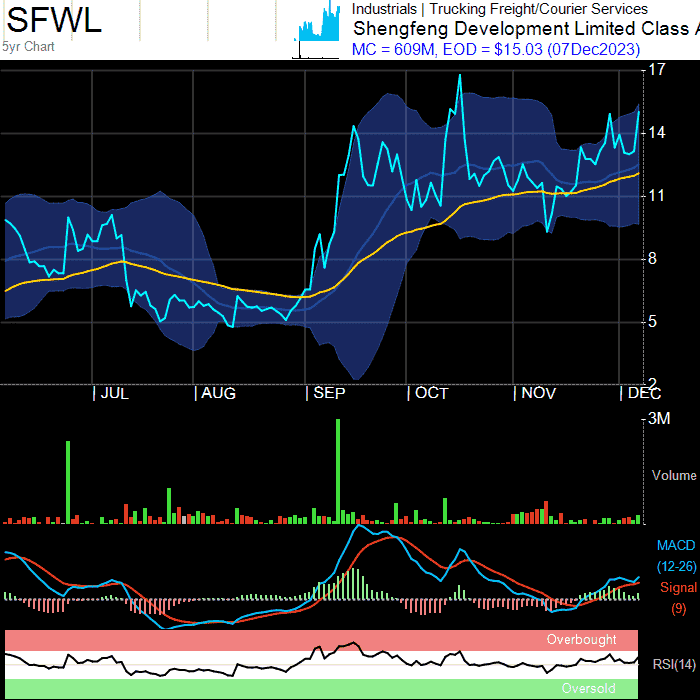 SFWL
5yr Chart
Industrials | Trucking Freight/Courier Services
Shengfeng Development Limited Class A
MC = 609M, EOD = $15.03 (07Dec2023)
17
14
11
8
5
2
| JUL | AUG | SEP | OCT | NOV | DEC
3M
Volume
MACD
(12-26)
Signal
(9)
Overbought
RSI(14)
Oversold